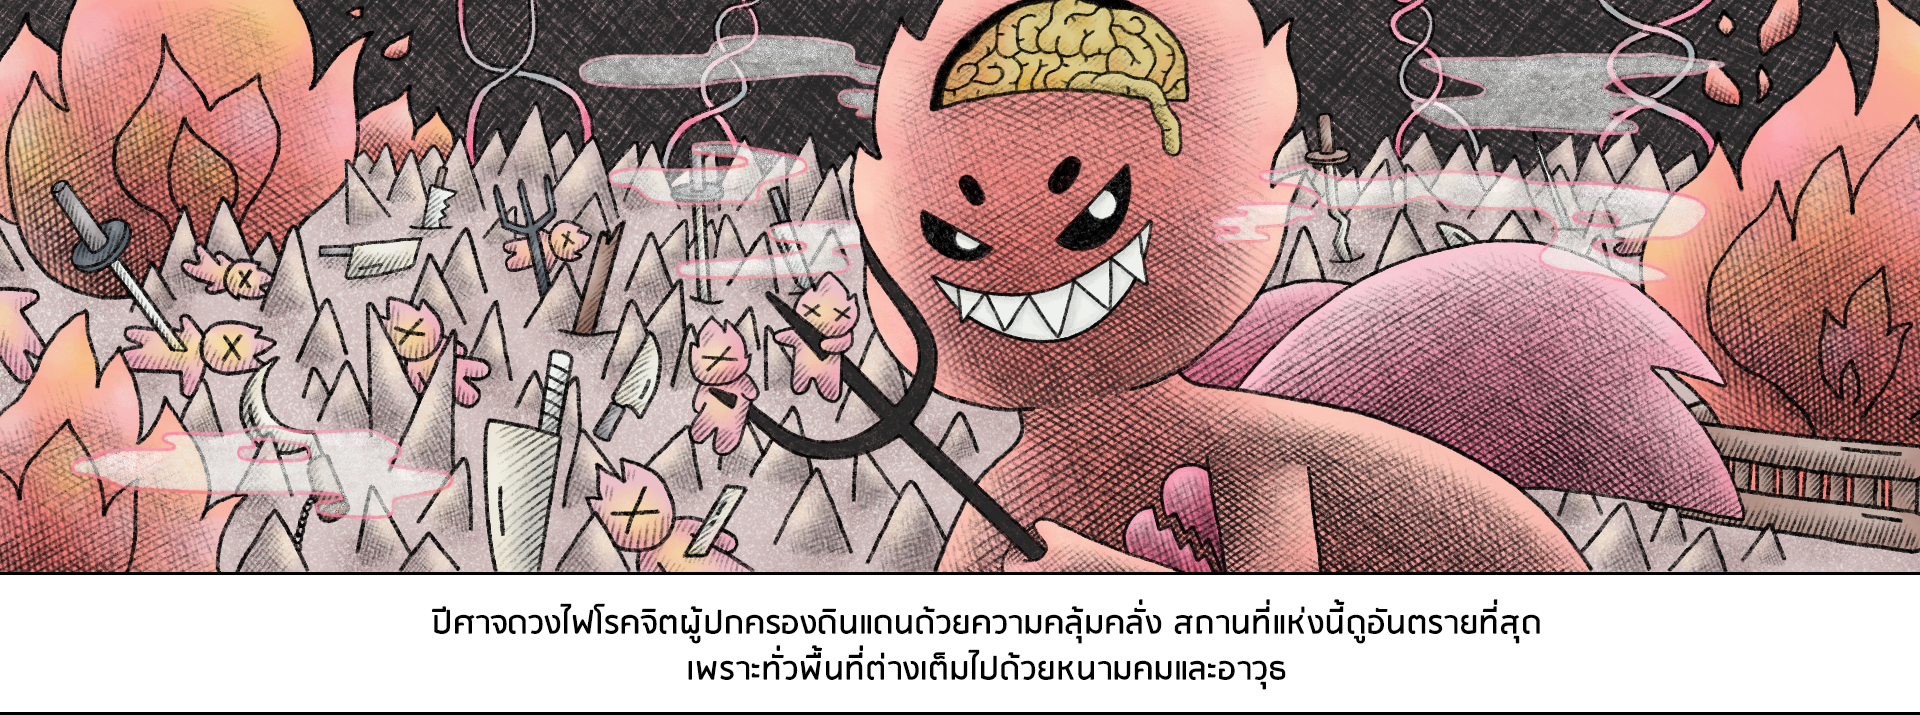 ปีศาจดวงไฟโรคจิตผู้ปกครองดินแดนด้วยความคลุ้มคลั่ง สถานที่แห่งนี้ดูอันตรายที่สุด
เพราะทั่วพื้นที่ต่างเต็มไปด้วยหนามคมและอาวุธ